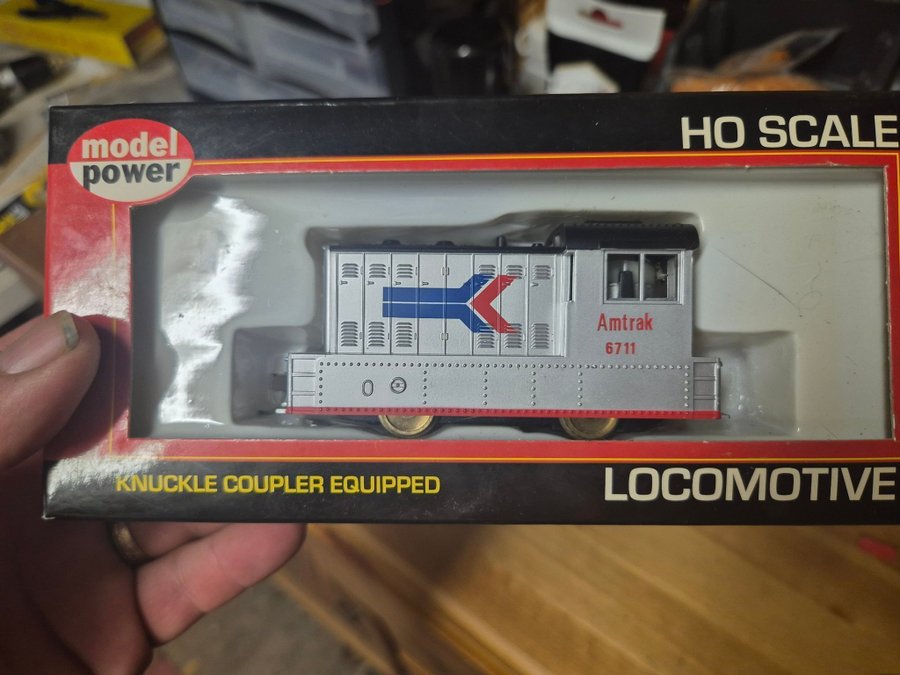 model
power
HO SCALE
Amtrak
6711
KNUCKLE COUPLER EQUIPPED
LOCOMOTIVE